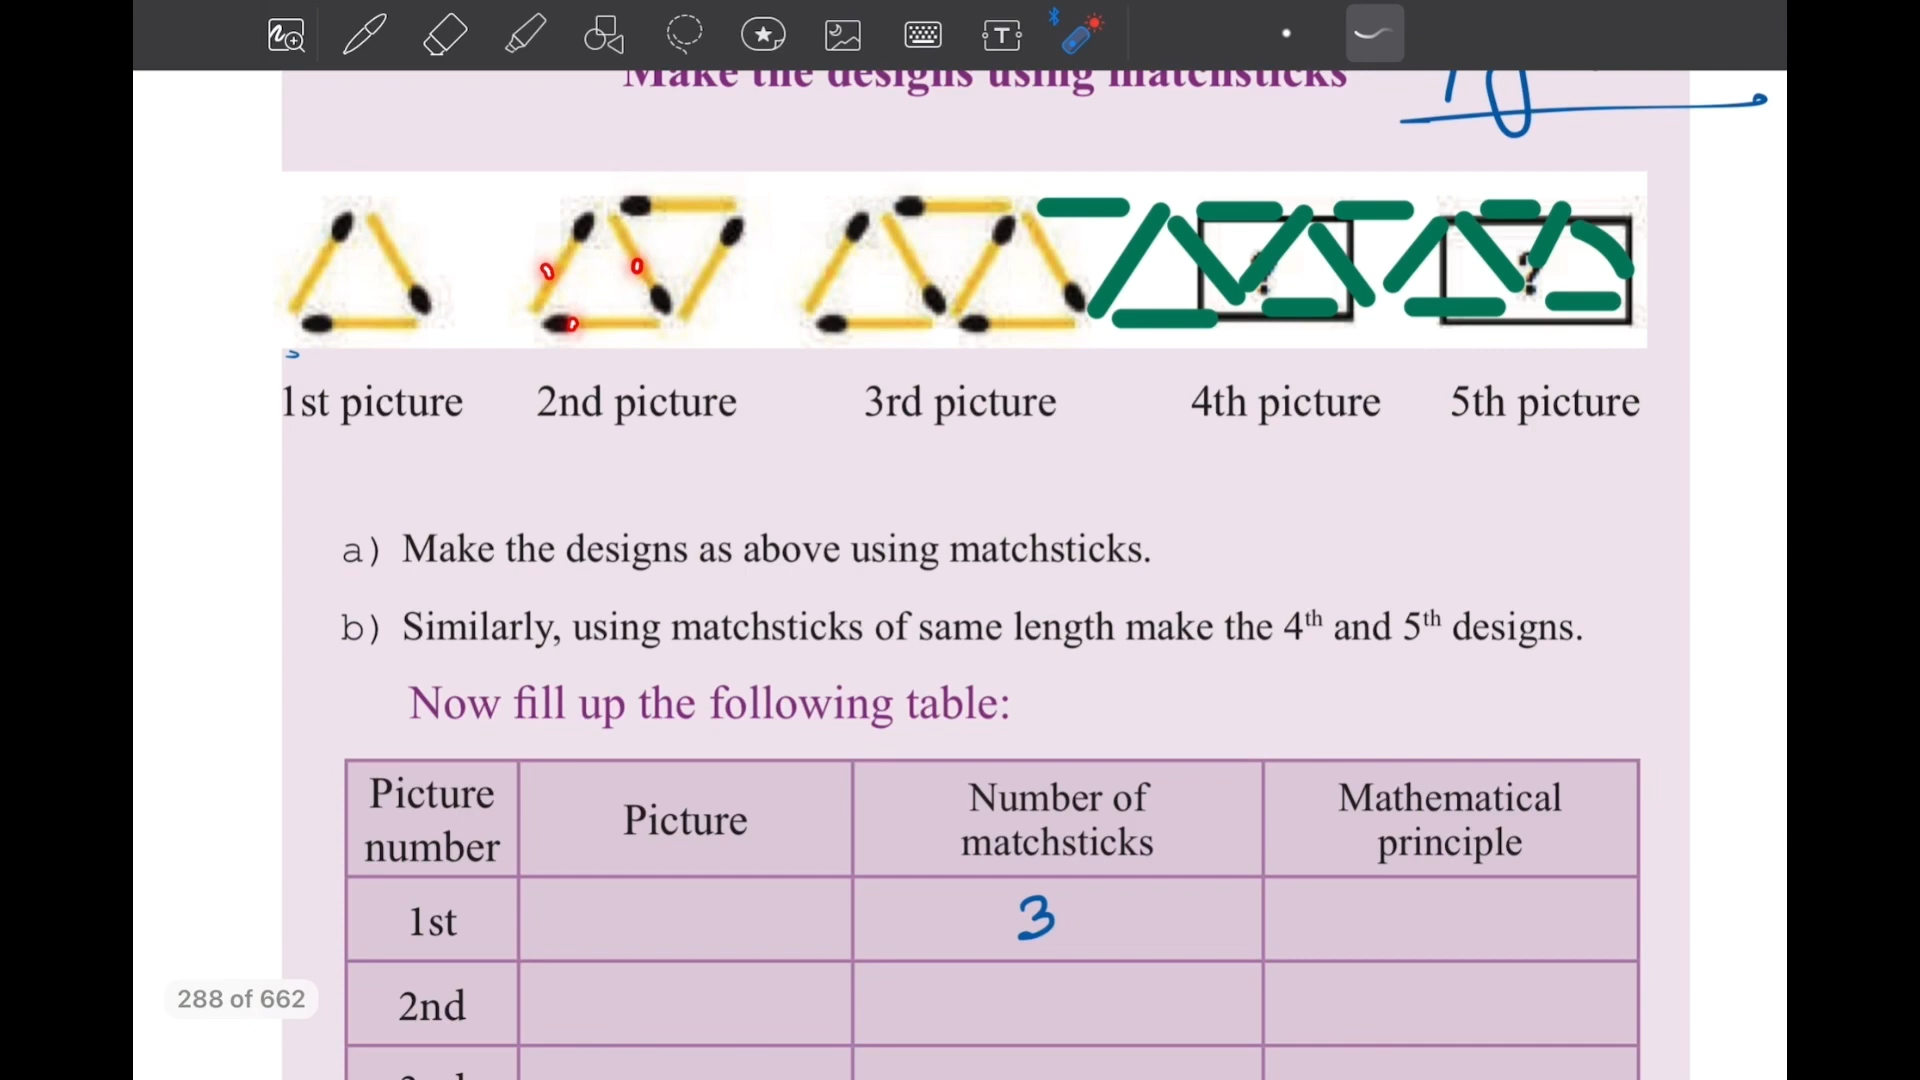 Make the designs using matchsticks
? ?
1st picture 2nd picture 3rd picture 4th picture 5th picture
a) Make the designs as above using matchsticks.
b) Similarly, using matchsticks of same length make the 4th and 5th designs.
Now fill up the following table:
Picture number Picture Number of matchsticks Mathematical principle
1st 3
288 of 662
2nd